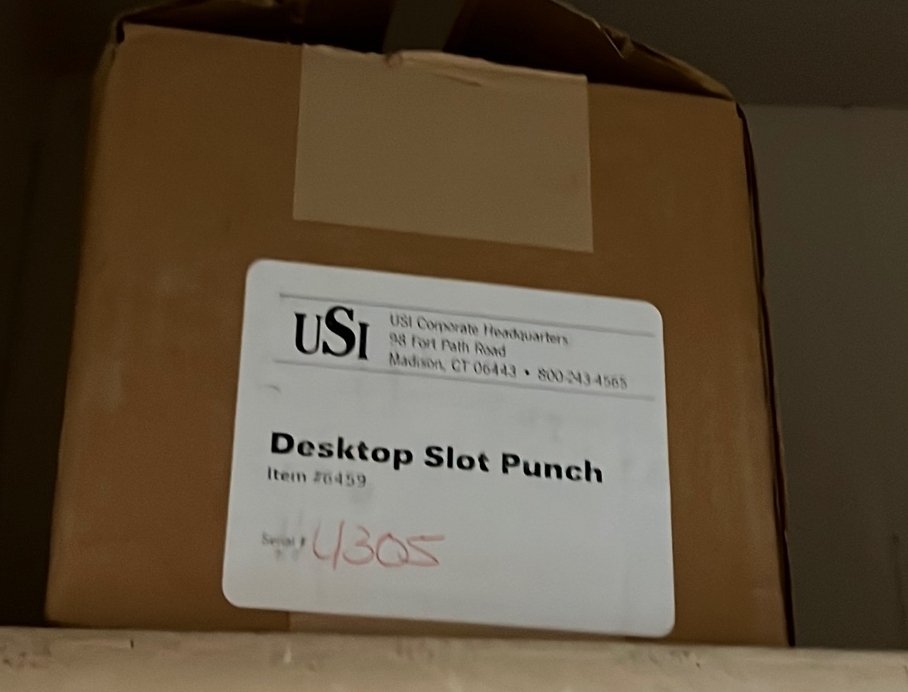 USI
USI Corporate Headquarters
98 Fort Path Road
Madison, CT 06443 • 800-243-4565
Desktop Slot Punch
Item #6459
Serial # 4305